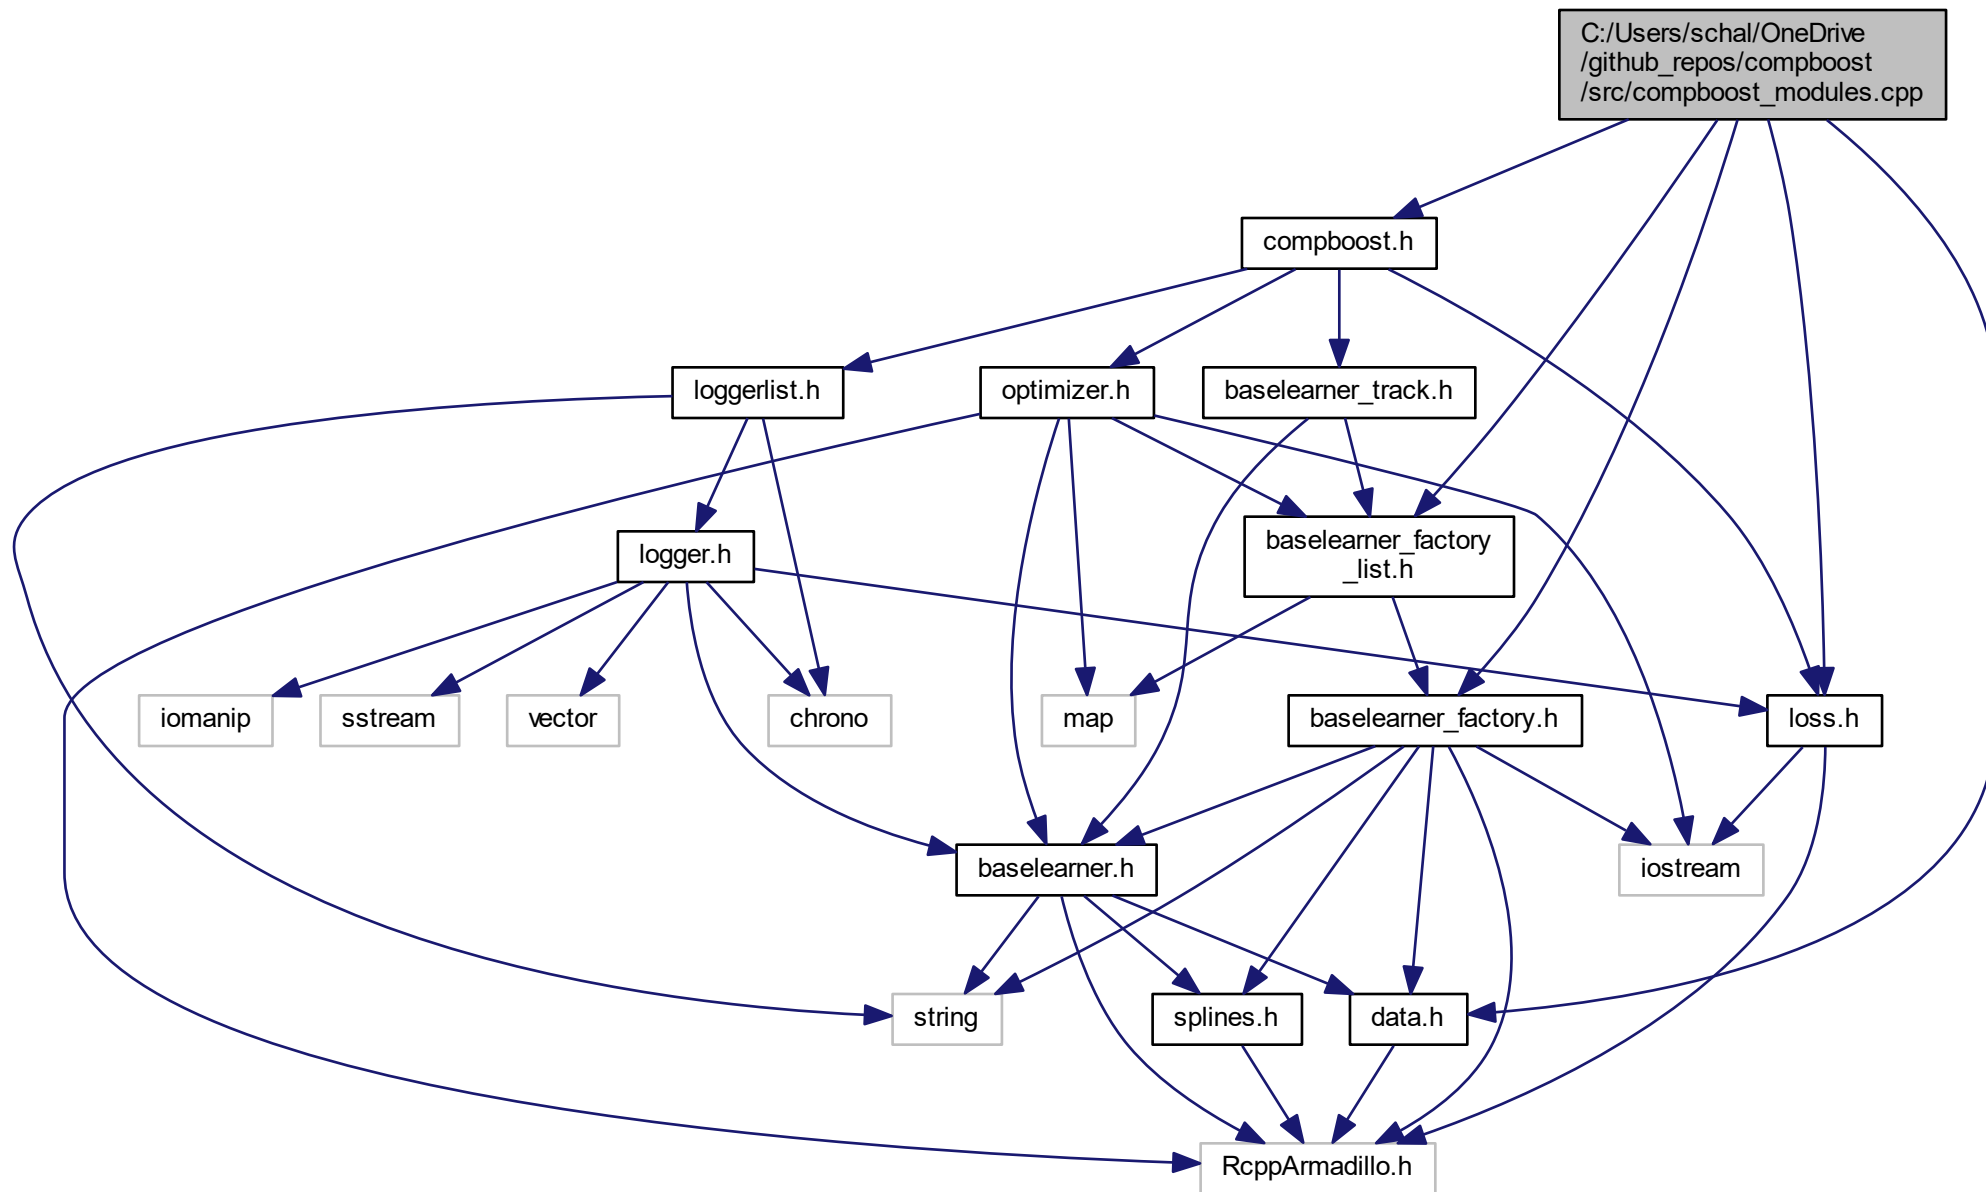 C:/Users/schal/OneDrive
/github_repos/compboost
/src/compboost_modules.cpp
compboost.h
loggerlist.h
optimizer.h
baselearner_track.h
logger.h
baselearner_factory
_list.h
iomanip
sstream
vector
chrono
map
baselearner_factory.h
loss.h
baselearner.h
iostream
string
splines.h
data.h
RcppArmadillo.h